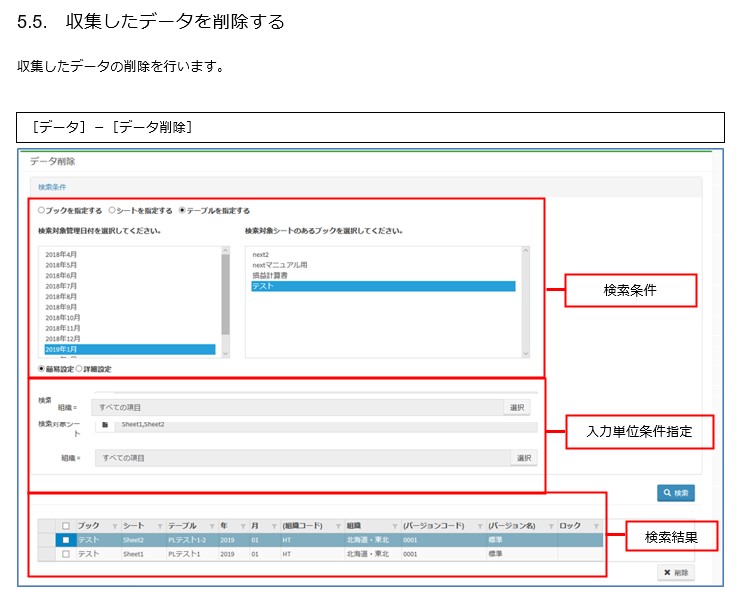 5.5. 収集したデータを削除する
収集したデータの削除を行います。
［データ］－［データ削除］
データ削除
検索条件
ブックを指定する シートを指定する テーブルを指定する
検索対象管理日付を選択してください。 検索対象シートのあるブックを選択してください。
2018年4月
2018年5月
2018年6月
2018年7月
2018年8月
2018年9月
2018年10月
2018年11月
2018年12月
2019年1月
next2
nextマニュアル用
損益計算書
テスト
検索条件
簡易設定 詳細設定
検索
組織 = すべての項目 選択
検索対象シート Sheet1,Sheet2
組織 = すべての項目 選択
入力単位条件指定
検索
ブック シート テーブル 年 月 (組織コード) 組織 (バージョンコード) (バージョン名) ロック
テスト Sheet2 PLテスト1-2 2019 01 HT 北海道・東北 0001 標準
テスト Sheet1 PLテスト1 2019 01 HT 北海道・東北 0001 標準
検索結果
削除